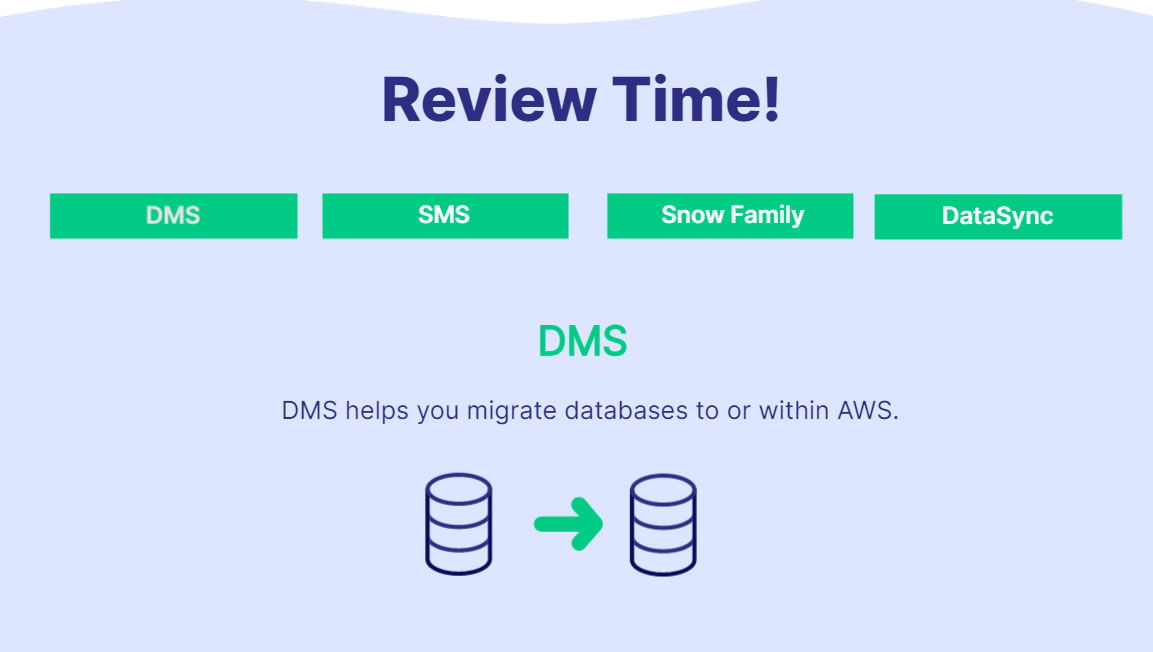 Review Time!
DMS
SMS
Snow Family
DataSync
DMS
DMS helps you migrate databases to or within AWS.